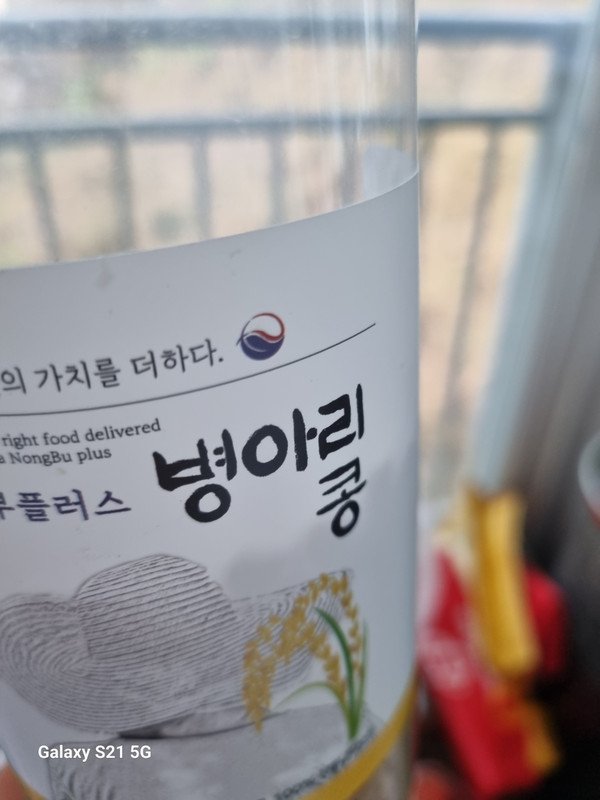 의 가치를 더하다.
right food delivered
a NongBu plus
부플러스
병아리
콩
Galaxy S21 5G